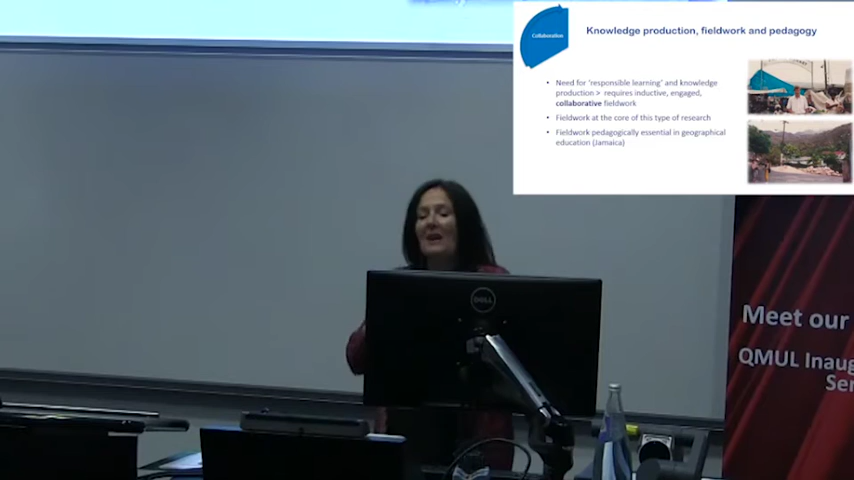 Collaboration
Knowledge production, fieldwork and pedagogy
• Need for 'responsible learning' and knowledge
production > requires inductive, engaged,
collaborative fieldwork
• Fieldwork at the core of this type of research
• Fieldwork pedagogically essential in geographical
education (Jamaica)
DELL
Meet our
QMUL Inaug
Ser